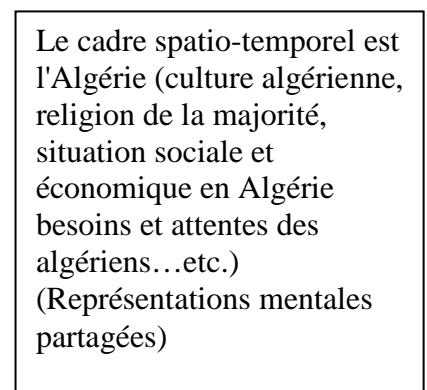 Le cadre spatio-temporel est
l'Algérie (culture algérienne,
religion de la majorité,
situation sociale et
économique en Algérie
besoins et attentes des
algériens…etc.)
(Représentations mentales
partagées)